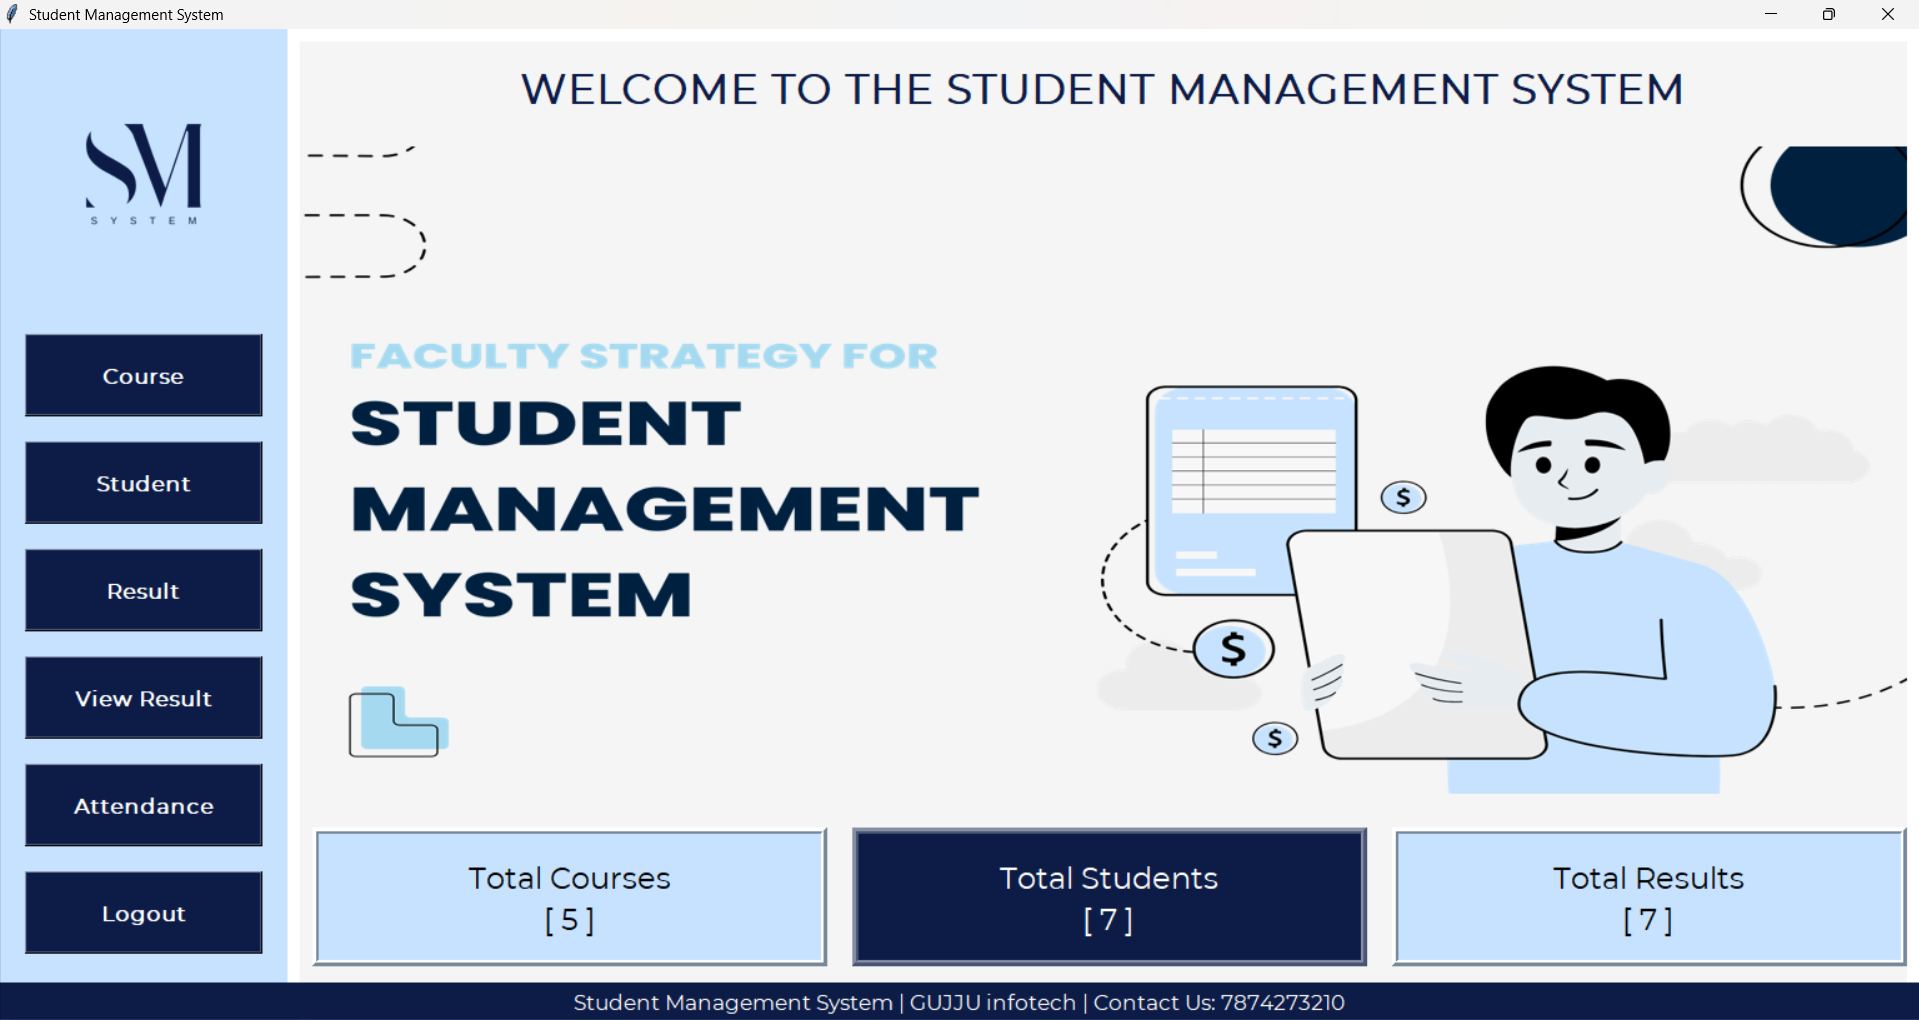 Student Management System
SM
SYSTEM
Course
Student
Result
View Result
Attendance
Logout
WELCOME TO THE STUDENT MANAGEMENT SYSTEM
FACULTY STRATEGY FOR
STUDENT
MANAGEMENT
SYSTEM
$
$
$
Total Courses
[ 5 ]
Total Students
[ 7 ]
Total Results
[ 7 ]
Student Management System | GUJJU infotech | Contact Us: 7874273210